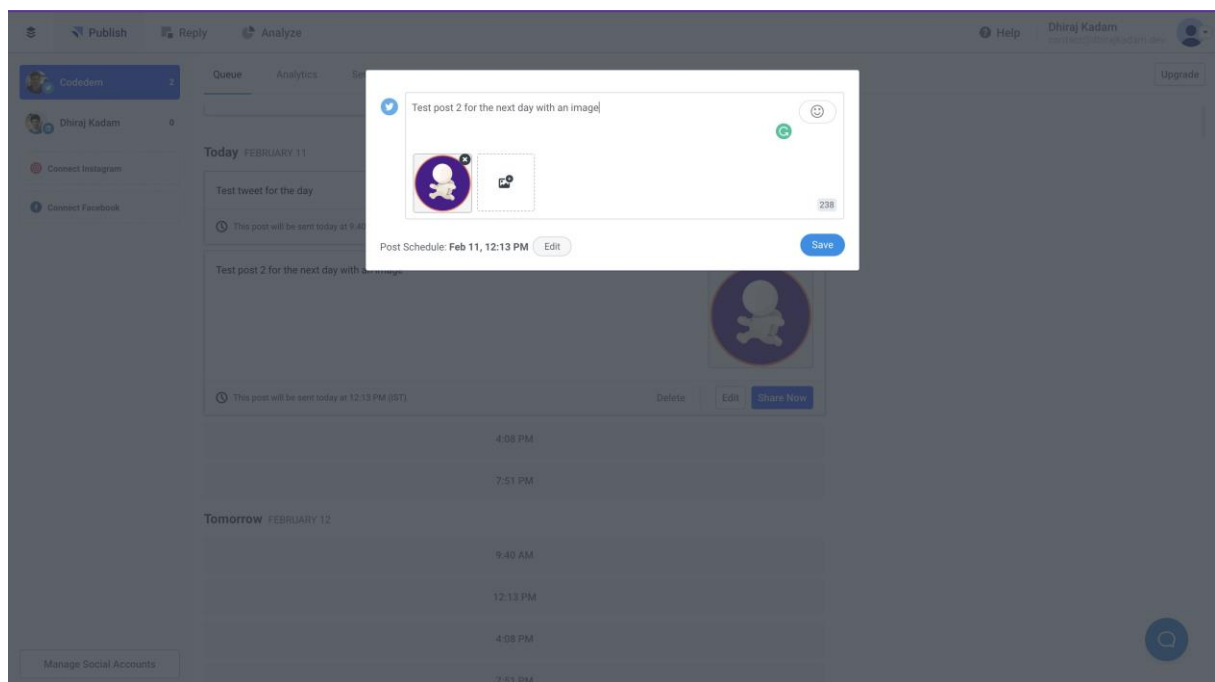 Publish
Reply
Analyze
Help
Dhiraj Kadam
Codedem
2
Queue
Analytics
Upgrade
Test post 2 for the next day with an image
Dhiraj Kadam
0
Today FEBRUARY 11
Connect Instagram
Test tweet for the day
Connect Facebook
238
This post will be sent today at 9:40
Post Schedule: Feb 11, 12:13 PM
Edit
Save
Test post 2 for the next day with an image
This post will be sent today at 12:13 PM (IST)
Delete
Edit
Share Now
4:08 PM
7:51 PM
Tomorrow FEBRUARY 12
9:40 AM
12:13 PM
4:08 PM
Manage Social Accounts
7:51 PM